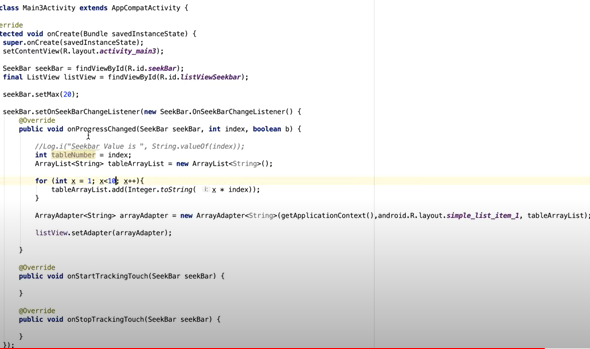 class Main3Activity extends AppCompatActivity {
erride
tected void onCreate(Bundle savedInstanceState) {
super.onCreate(savedInstanceState);
setContentView(R.layout.activity_main3);
SeekBar seekBar = findViewById(R.id.seekBar);
final ListView listView = findViewById(R.id.listViewSeekbar);
seekBar.setMax(20);
seekBar.setOnSeekBarChangeListener(new SeekBar.OnSeekBarChangeListener() {
@Override
public void onProgressChanged(SeekBar seekBar, int index, boolean b) {
//Log.i("Seekbar Value is ", String.valueOf(index));
int tableNumber = index;
ArrayList<String> tableArrayList = new ArrayList<String>();
for (int x = 1; x<10; x++){
tableArrayList.add(Integer.toString( i: x * index));
}
ArrayAdapter<String> arrayAdapter = new ArrayAdapter<String>(getApplicationContext(),android.R.layout.simple_list_item_1, tableArrayList);
listView.setAdapter(arrayAdapter);
}
@Override
public void onStartTrackingTouch(SeekBar seekBar) {
}
@Override
public void onStopTrackingTouch(SeekBar seekBar) {
}
});